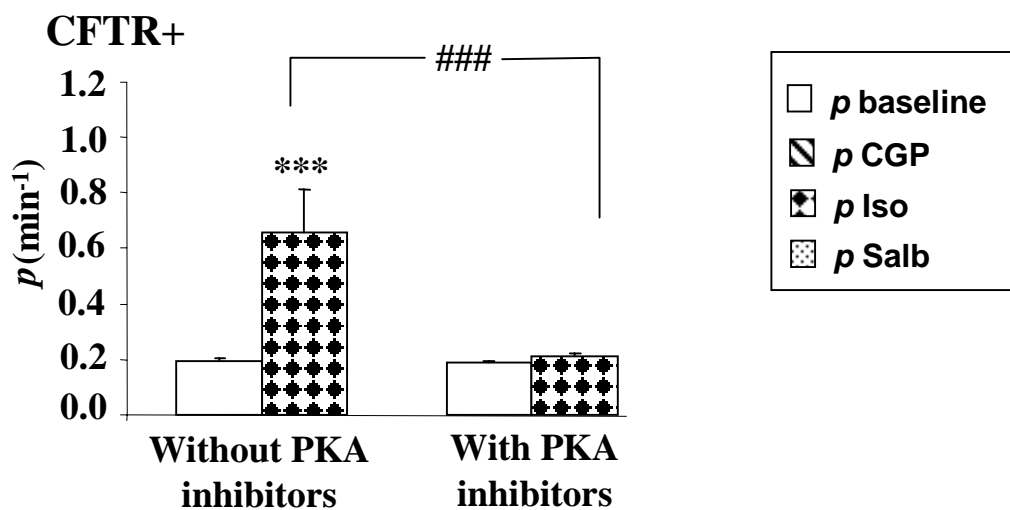 CFTR+
###
1.2
1.0
***
0.8
0.6
0.4
0.2
0.0
p (min-1)
Without PKA
inhibitors
With PKA
inhibitors
p baseline
p CGP
p Iso
p Salb